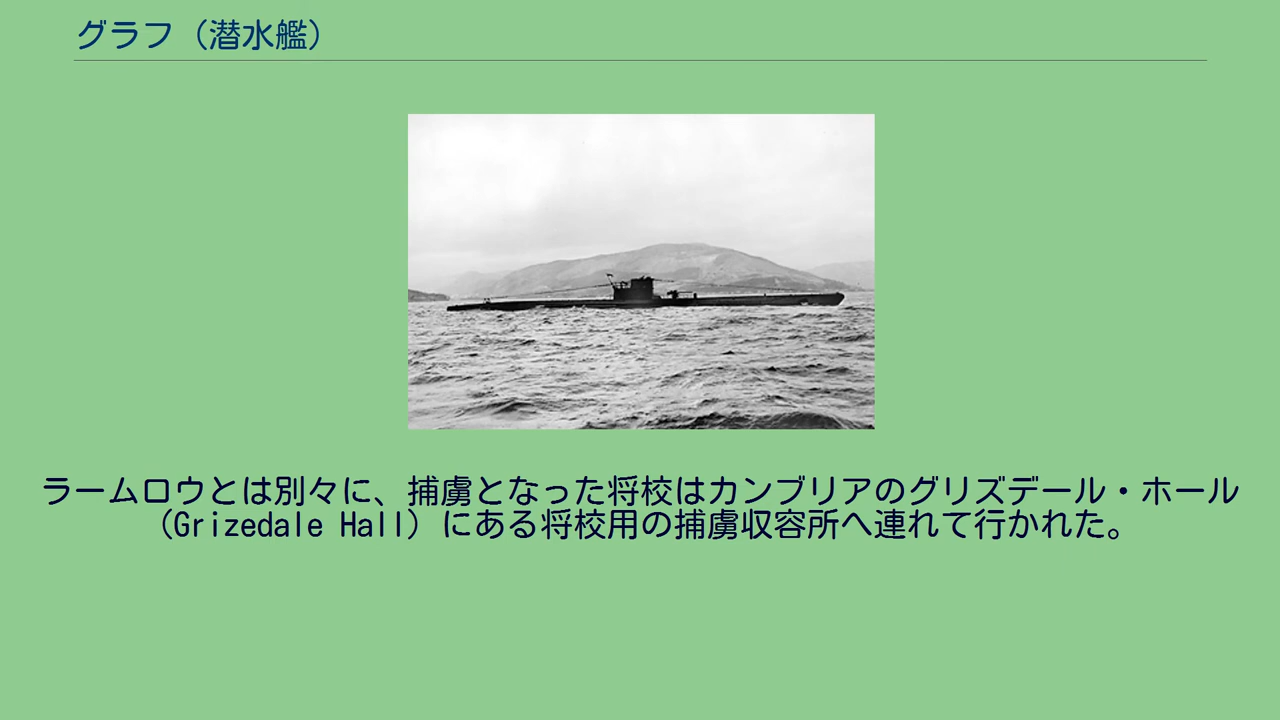 グラフ（潜水艦）
ラームロウとは別々に、捕虜となった将校はカンブリアのグリズデール・ホール
（Grizedale Hall）にある将校用の捕虜収容所へ連れて行かれた。